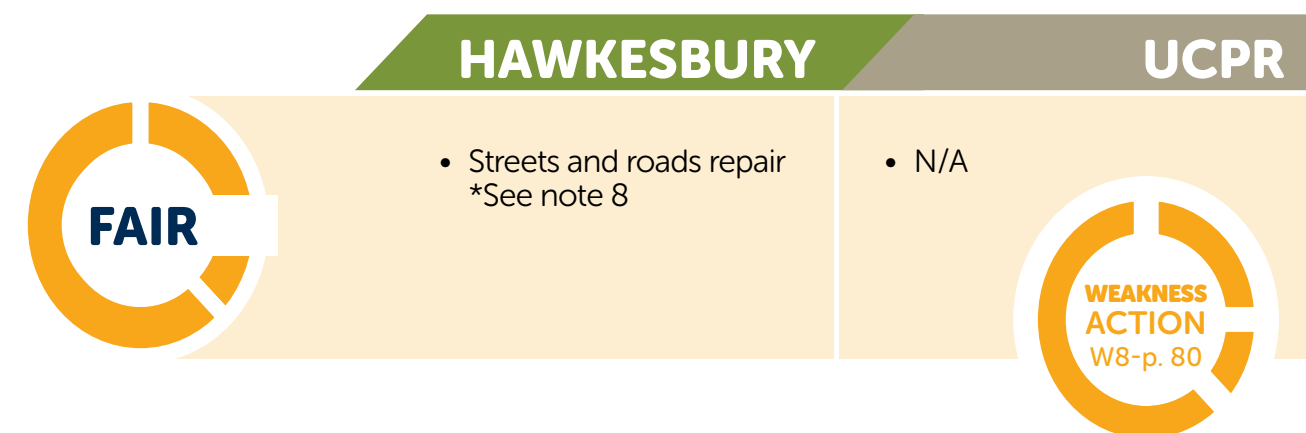 HAWKESBURY
UCPR
FAIR
• Streets and roads repair
*See note 8
• N/A
WEAKNESS
ACTION
W8-p. 80